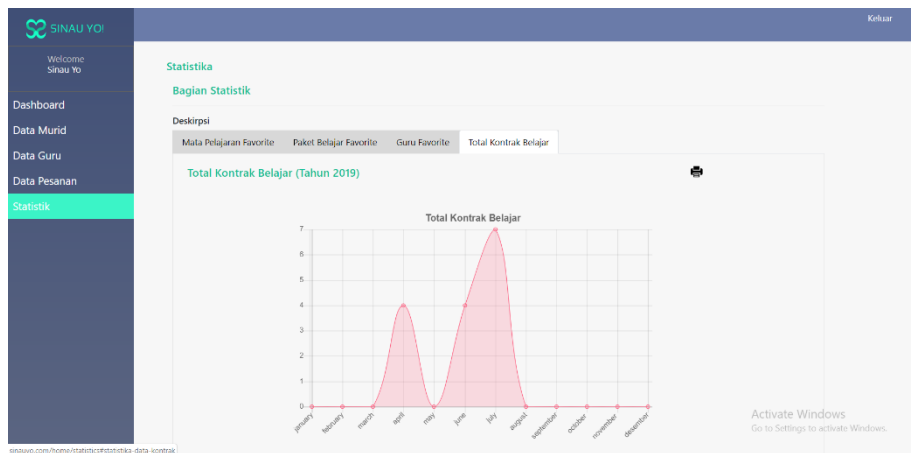 SINAU YO!
Keluar
Welcome
Sinau Yo
Dashboard
Data Murid
Data Guru
Data Pesanan
Statistik
Statistika
Bagian Statistik
Deskirpsi
Mata Pelajaran Favorite Paket Belajar Favorite Guru Favorite Total Kontrak Belajar
Total Kontrak Belajar (Tahun 2019)
Total Kontrak Belajar
7
6
5
4
3
2
1
0
january february march april may june july august september october november desember
Activate Windows
Go to Settings to activate Windows.
sinauyo.com/home/statistics#statistika-data-kontrak